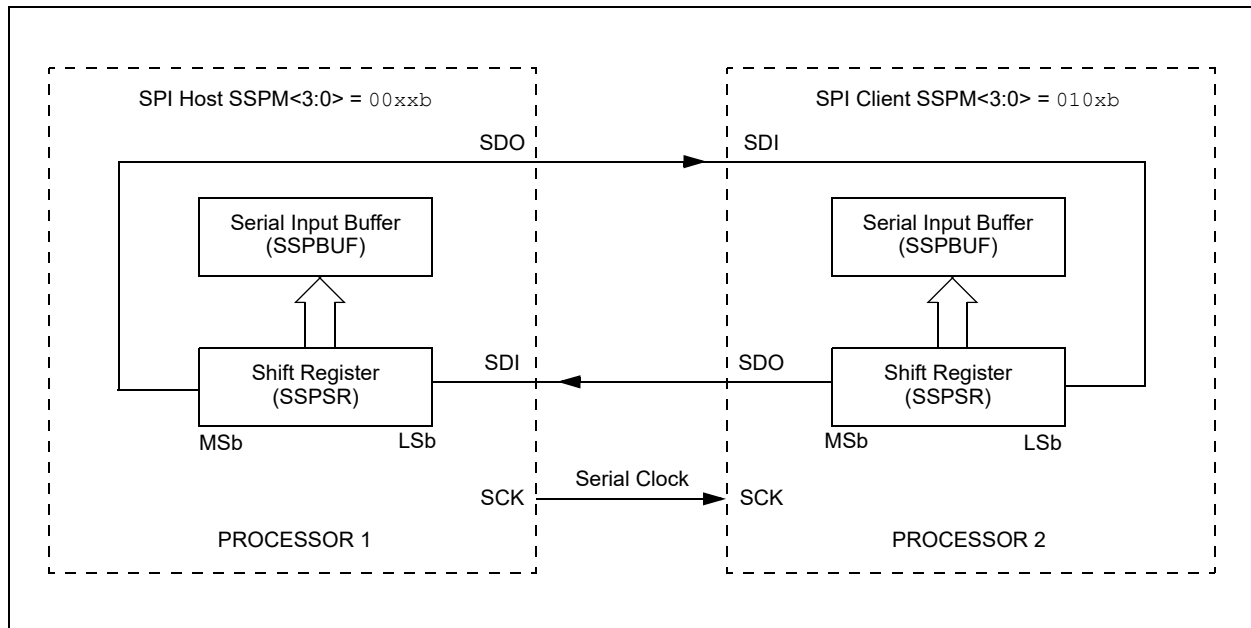 SPI Host SSPM<3:0> = 00xxb
SPI Client SSPM<3:0> = 010xb
SDO
SDI
Serial Input Buffer
(SSPBUF)
Serial Input Buffer
(SSPBUF)
SDI
SDO
Shift Register
(SSPSR)
Shift Register
(SSPSR)
MSb
LSb
MSb
LSb
Serial Clock
SCK
SCK
PROCESSOR 1
PROCESSOR 2